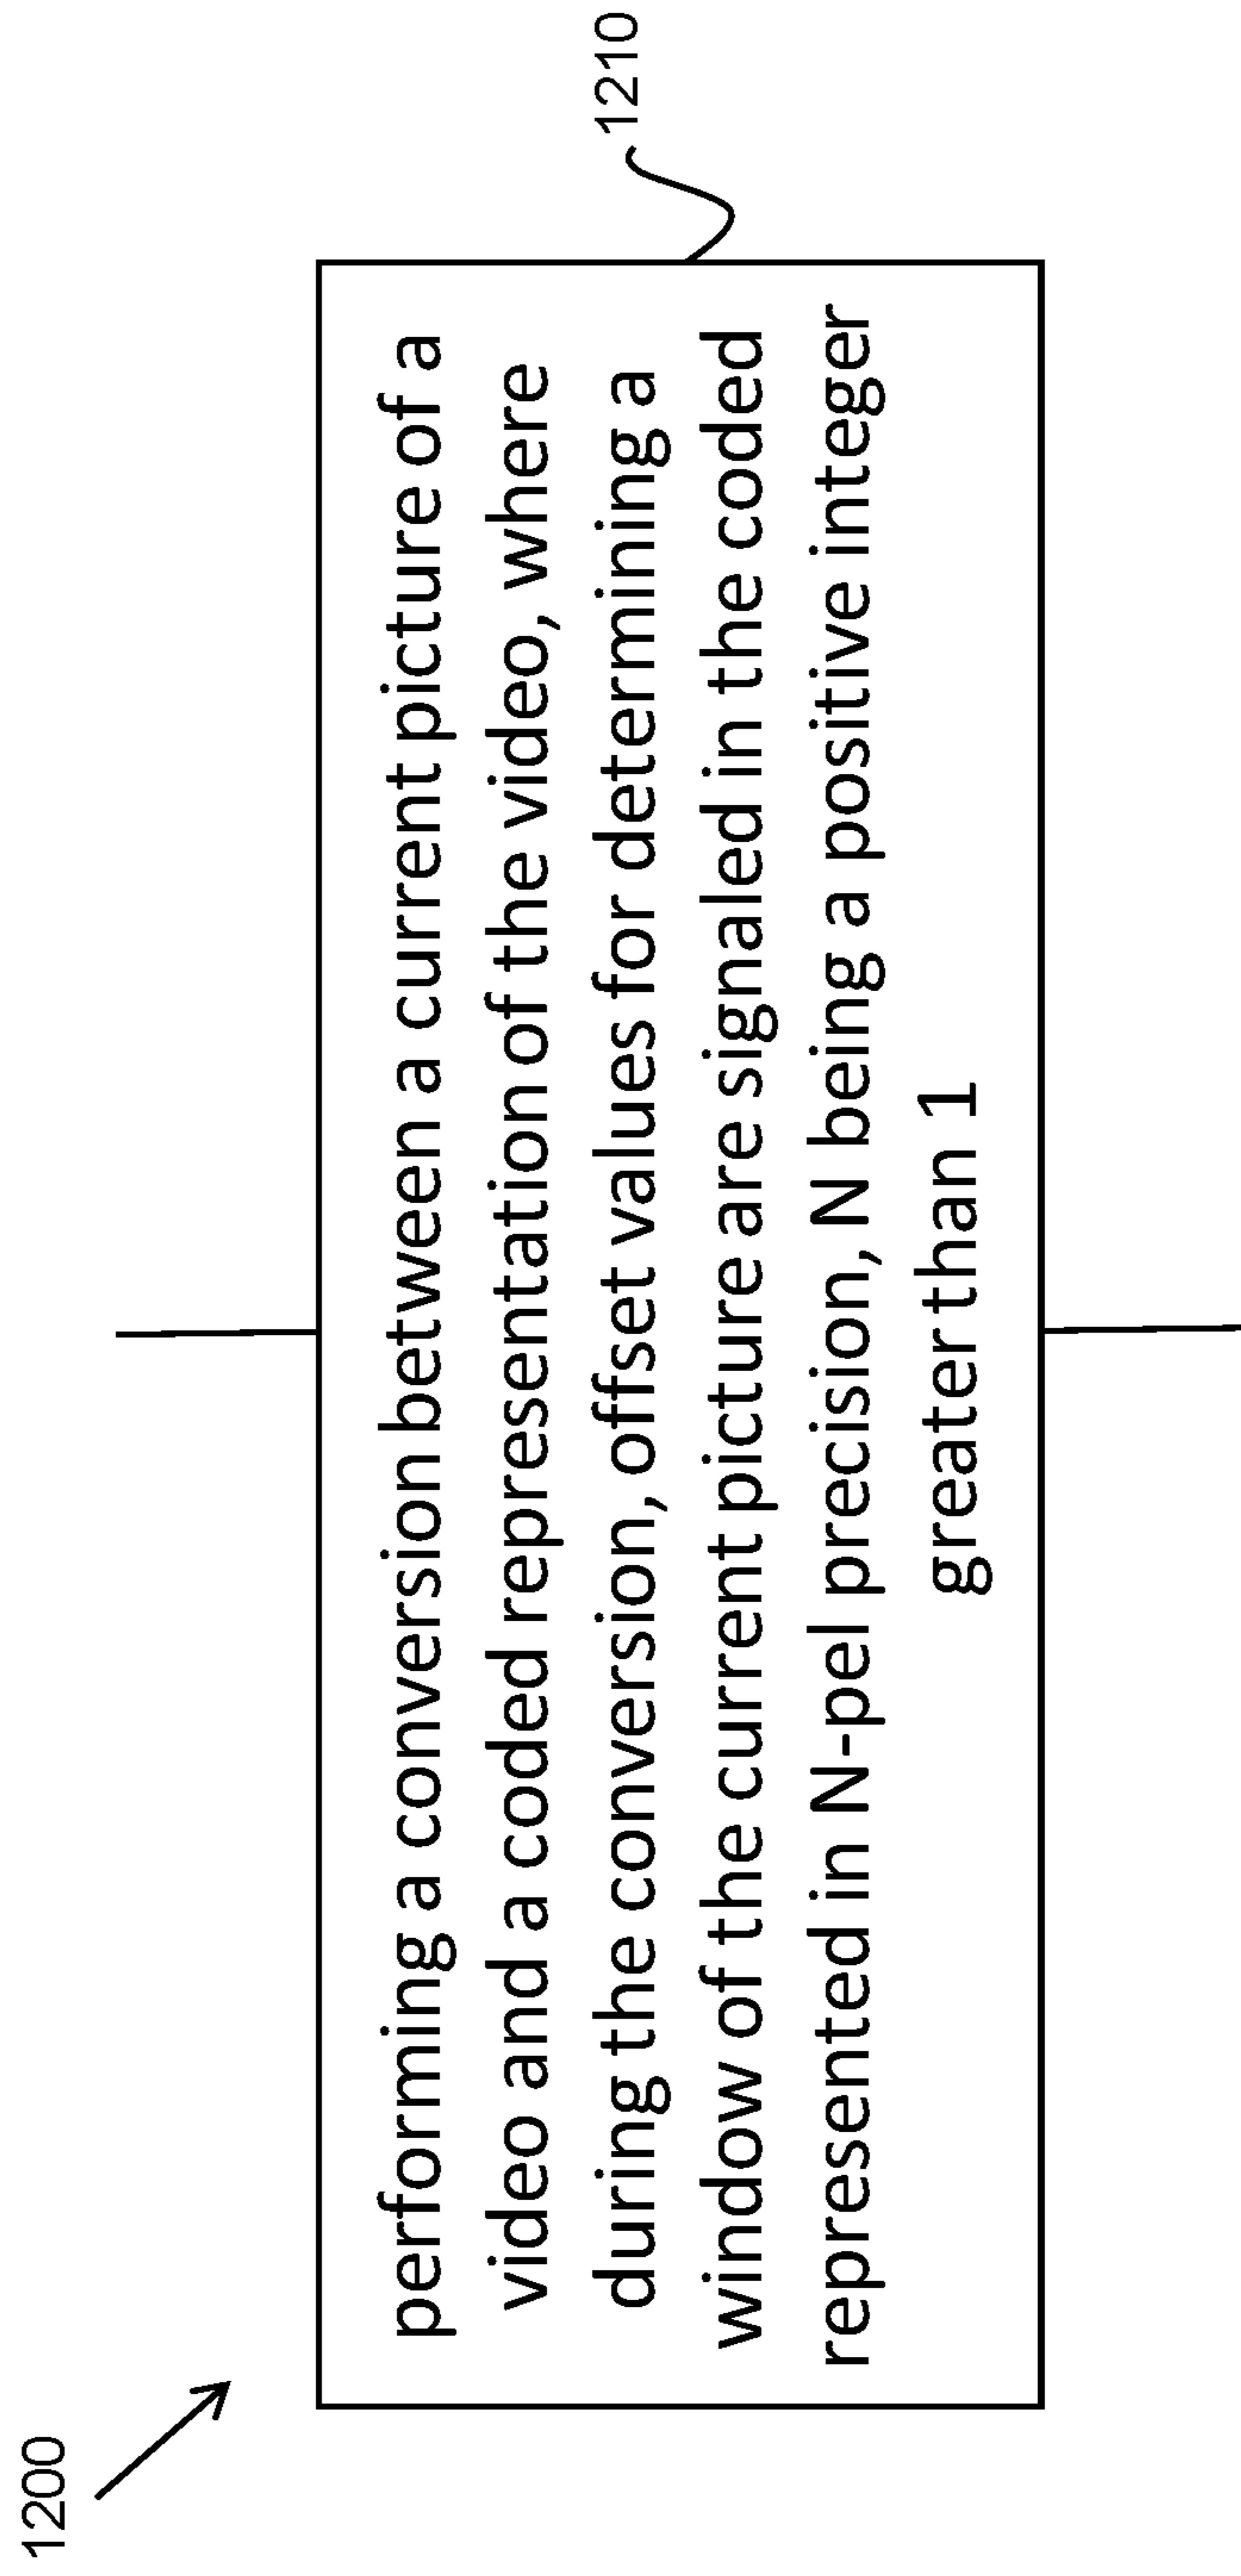 1200
performing a conversion between a current picture of a
video and a coded representation of the video, where
during the conversion, offset values for determining a
window of the current picture are signaled in the coded
represented in N-pel precision, N being a positive integer
greater than 1
1210